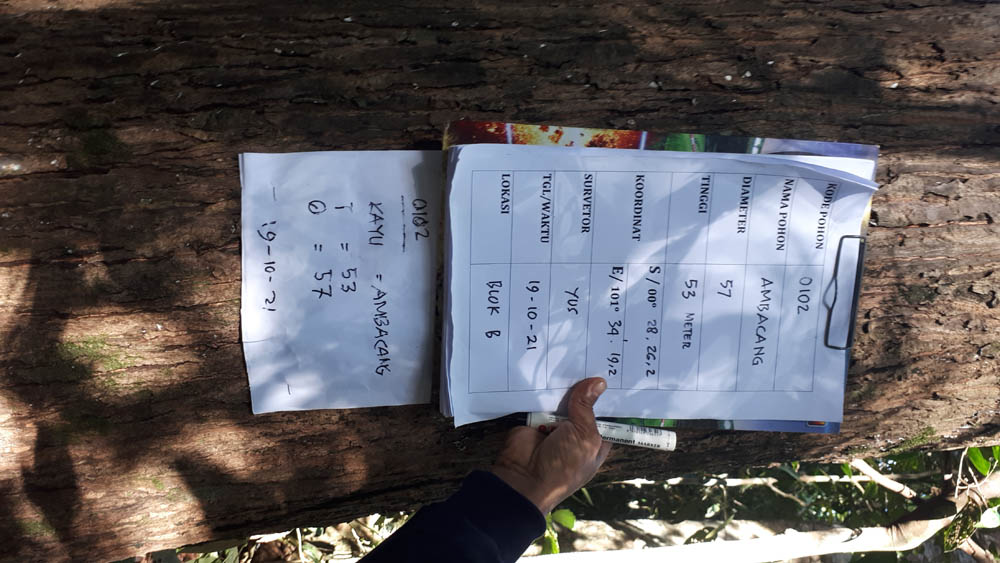 KODE POHON 0102
NAMA POHON AMBACANG
DIAMETER 57
TINGGI 53 METER
KOORDINAT S / 00° 28, 26,2
E/ 101° 34' 19,2
SURVETOR YUS
TGL/WAKTU 19-10-21
LOKASI BLOK B
0102
KAYU = AMBACANG
T = 53
Ø = 57
19-10-21